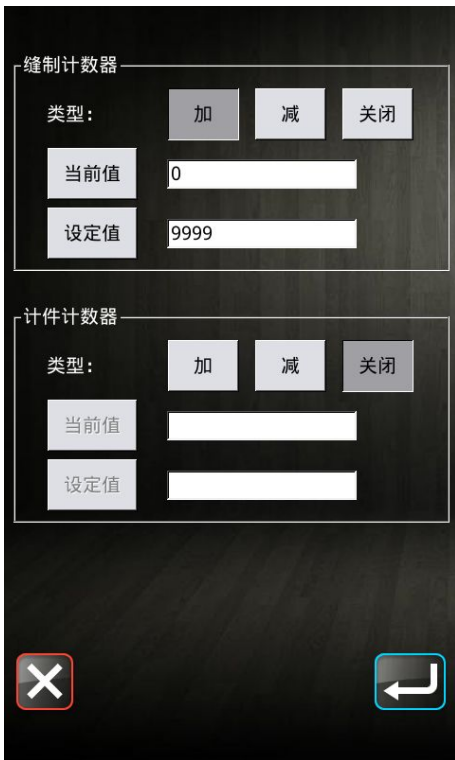 缝制计数器
类型: 加 减 关闭
当前值 0
设定值 9999
计件计数器
类型: 加 减 关闭
当前值
设定值